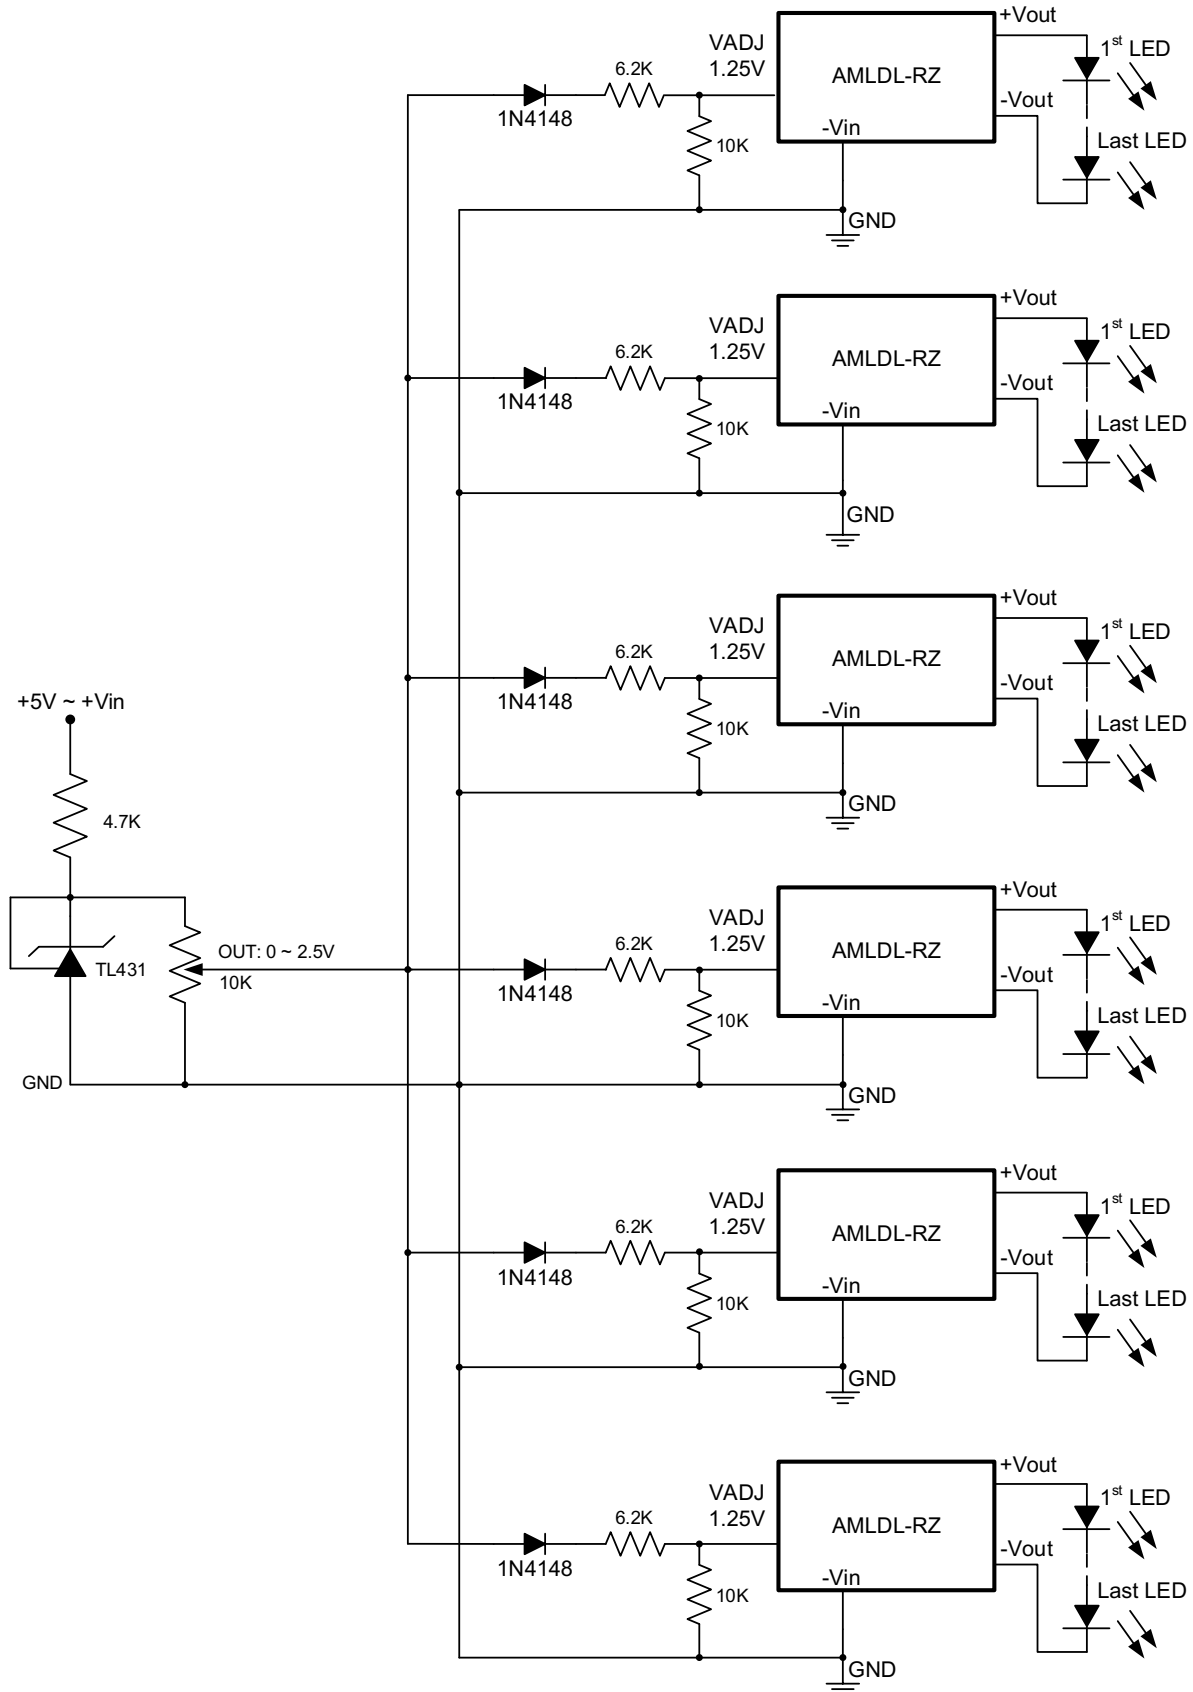 +Vout
1st LED
VADJ
1.25V
6.2K
AMLDL-RZ
1N4148
-Vout
-Vin
10K
Last LED
GND
+Vout
1st LED
VADJ
1.25V
6.2K
AMLDL-RZ
1N4148
-Vout
-Vin
10K
Last LED
GND
+Vout
1st LED
VADJ
1.25V
6.2K
AMLDL-RZ
1N4148
-Vout
-Vin
10K
Last LED
GND
+5V ~ +Vin
4.7K
TL431
OUT: 0 ~ 2.5V
10K
GND
+Vout
1st LED
VADJ
1.25V
6.2K
AMLDL-RZ
1N4148
-Vout
-Vin
10K
Last LED
GND
+Vout
1st LED
VADJ
1.25V
6.2K
AMLDL-RZ
1N4148
-Vout
-Vin
10K
Last LED
GND
+Vout
1st LED
VADJ
1.25V
6.2K
AMLDL-RZ
1N4148
-Vout
-Vin
10K
Last LED
GND